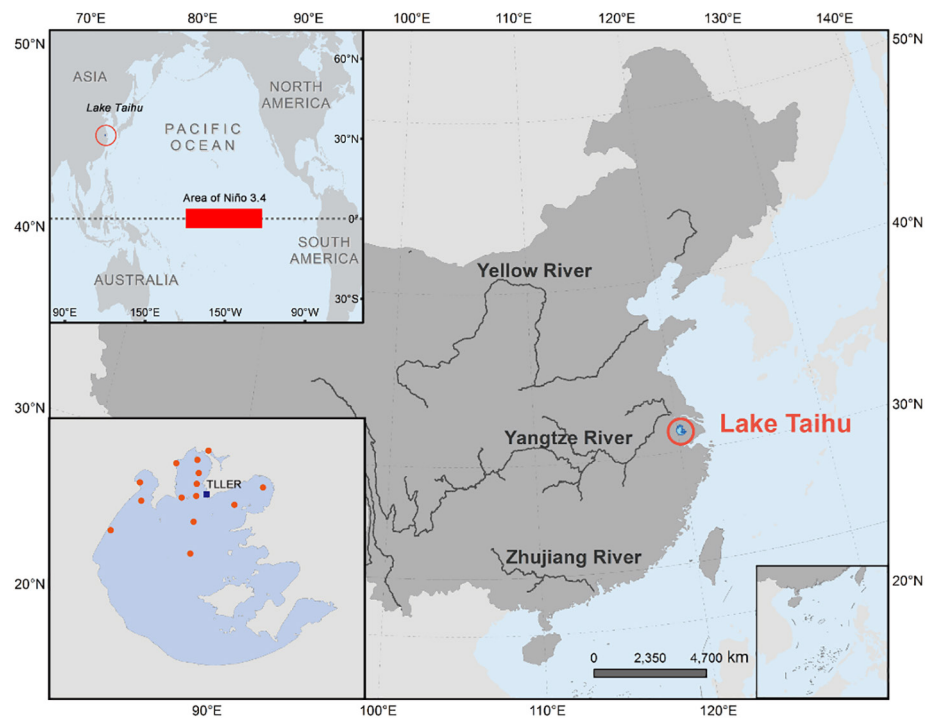 70°E 80°E 90°E 100°E 110°E 120°E 130°E 140°E
50°N
50°N
60°N
ASIA
NORTH
AMERICA
Lake Taihu
PACIFIC
OCEAN
30°N
Area of Niño 3.4
0°
40°N
40°N
SOUTH
AMERICA
AUSTRALIA
30°S
90°E 150°E 150°W 90°W
Yellow River
30°N
30°N
Lake Taihu
Yangtze River
TLLER
Zhujiang River
20°N
20°N
0 2,350 4,700 km
90°E 100°E 110°E 120°E